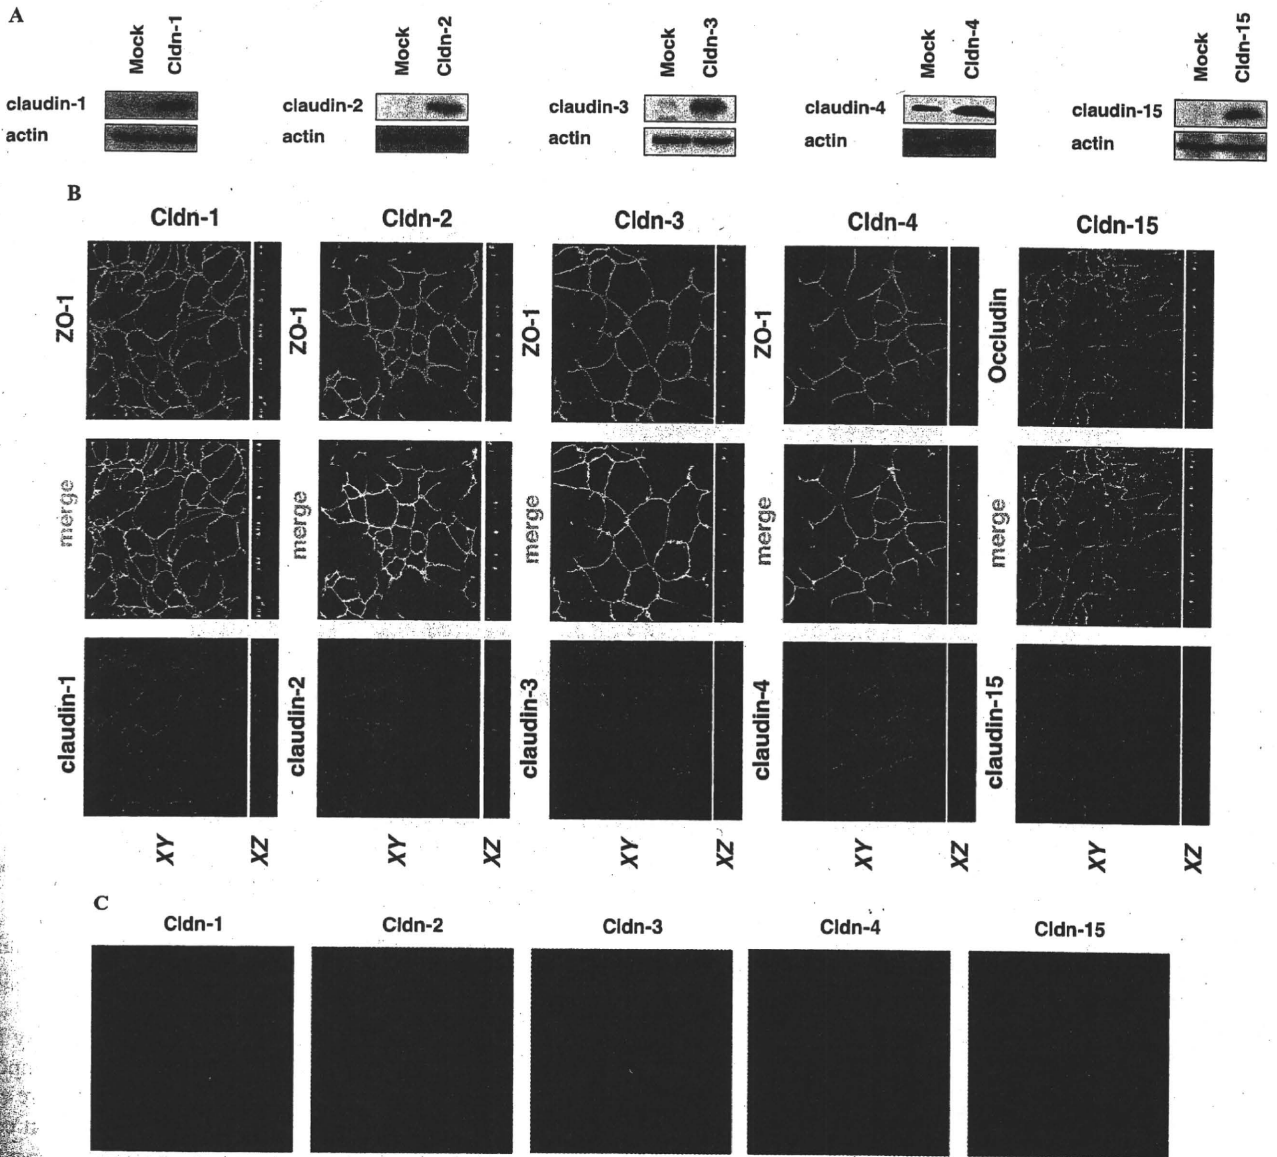 A
Mock Cldn-1
claudin-1
actin
Mock Cldn-2
claudin-2
actin
Mock Cldn-3
claudin-3
actin
Mock Cldn-4
claudin-4
actin
Mock Cldn-15
claudin-15
actin
B
Cldn-1 Cldn-2 Cldn-3 Cldn-4 Cldn-15
ZO-1 ZO-1 ZO-1 ZO-1 Occludin
merge merge merge merge merge
claudin-1 claudin-2 claudin-3 claudin-4 claudin-15
XY XZ XY XZ XY XZ XY XZ XY XZ
C
Cldn-1 Cldn-2 Cldn-3 Cldn-4 Cldn-15